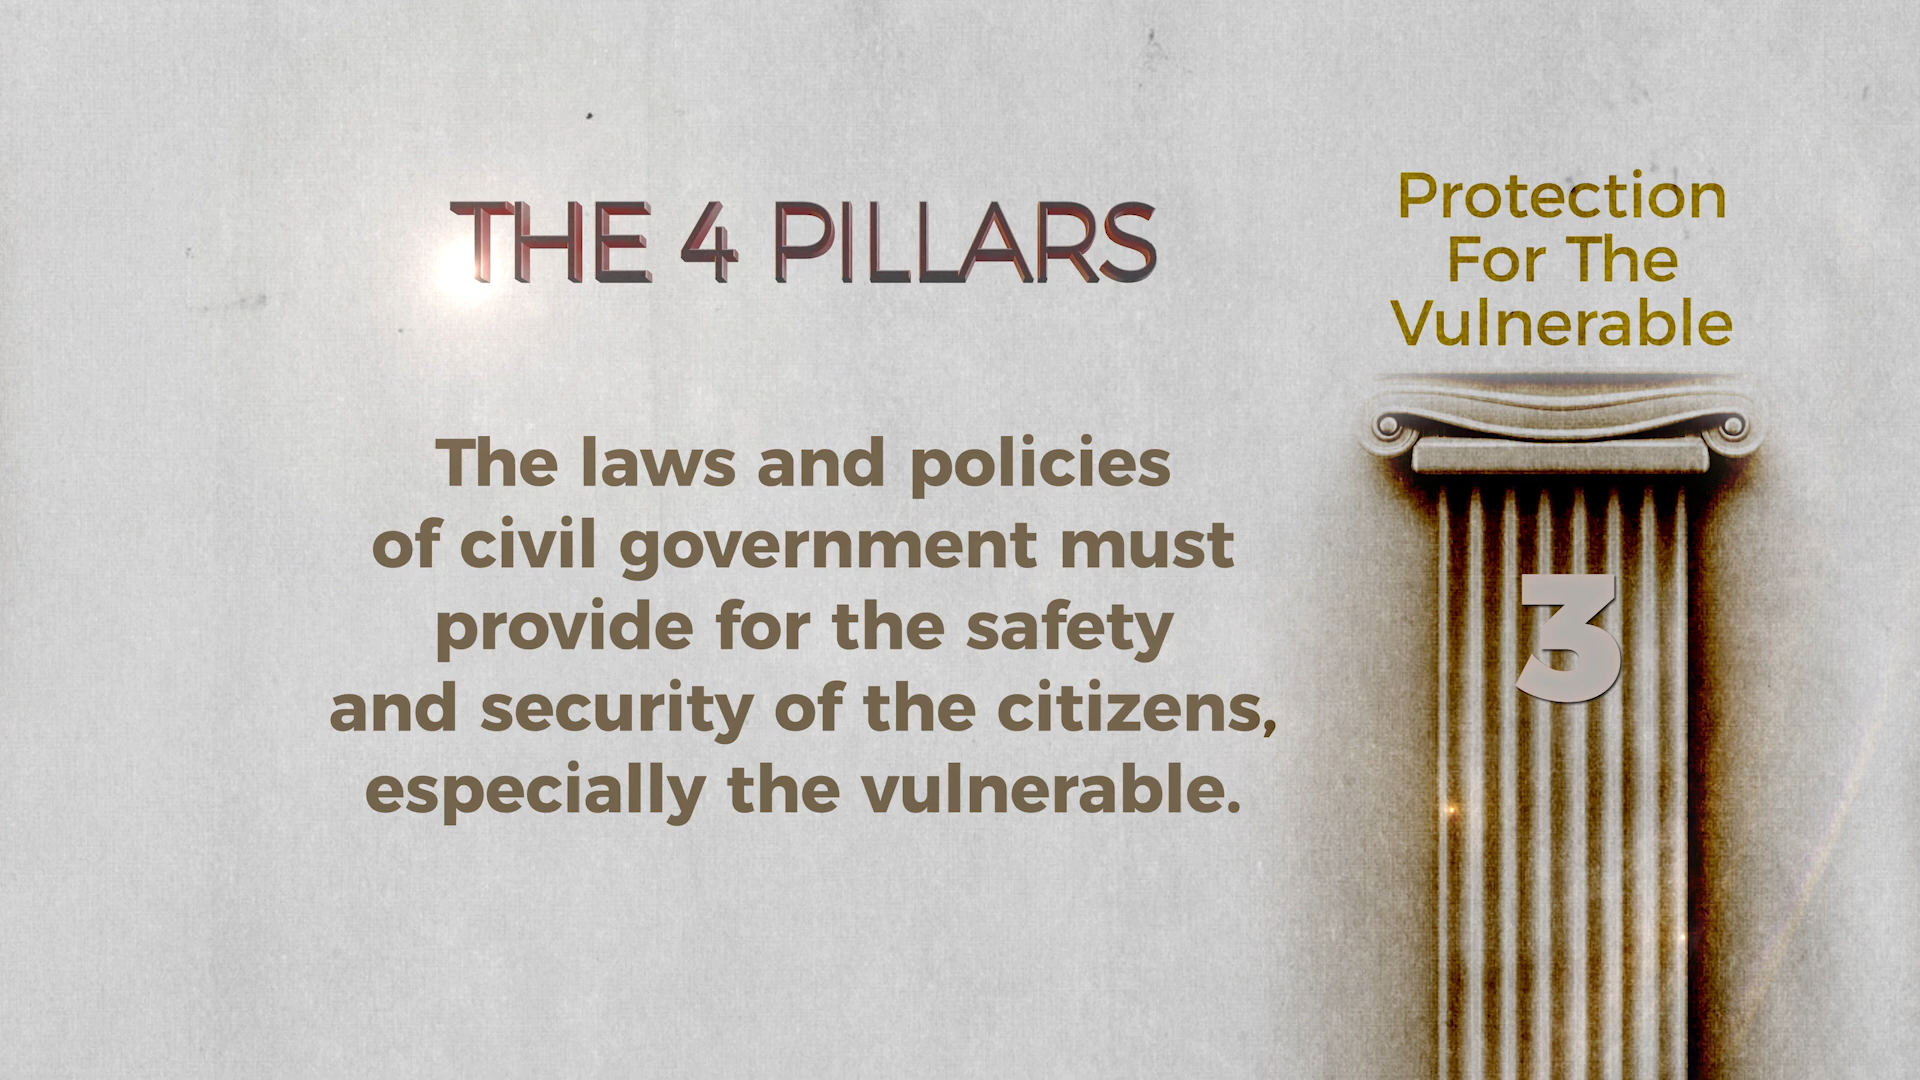 THE 4 PILLARS
The laws and policies
of civil government must
provide for the safety
and security of the citizens,
especially the vulnerable.
Protection
For The
Vulnerable
3